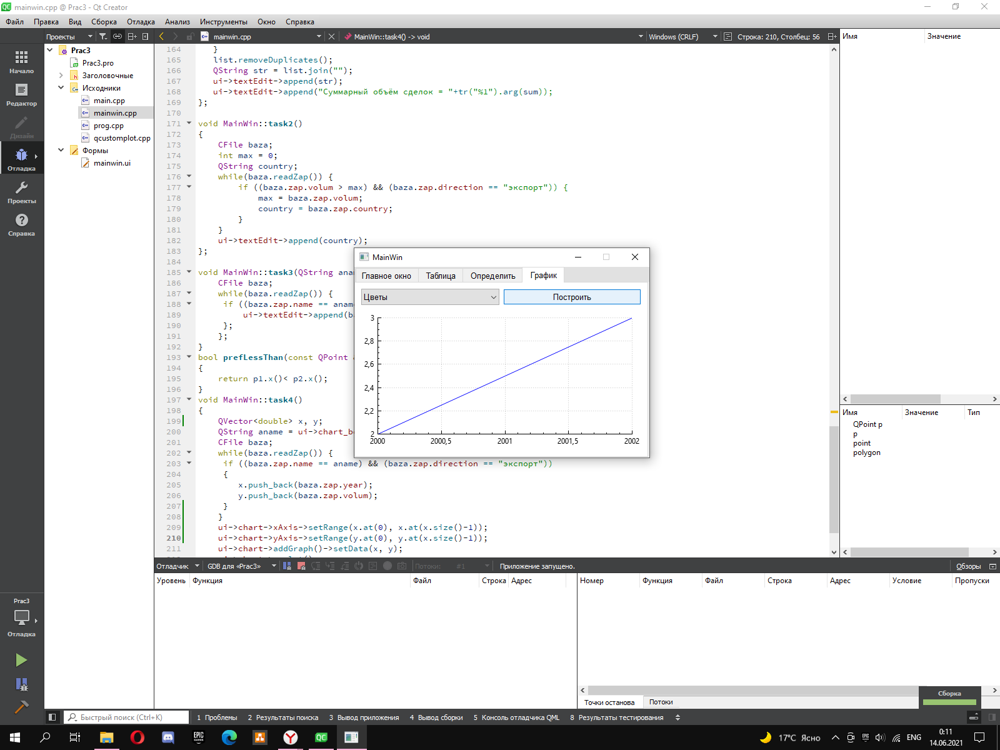 mainwin.cpp @ Prac3 - Qt Creator
Файл Правка Вид Сборка Отладка Анализ Инструменты Окно Справка
Проекты mainwin.cpp MainWin::task4() -> void Windows (CRLF) Строка: 210, Столбец: 56
Начало
Редактор
Дизайн
Отладка
Проекты
Справка
Prac3
Отладка
Prac3
Prac3.pro
Заголовочные
Исходники
main.cpp
mainwin.cpp
prog.cpp
qcustomplot.cpp
Формы
mainwin.ui
164 }
165 list.removeDuplicates();
166 QString str = list.join("");
167 ui->textEdit->append(str);
168 ui->textEdit->append("Суммарный объём сделок = "+tr("%1").arg(sum));
169 };
170
171 void MainWin::task2()
172 {
173 CFile baza;
174 int max = 0;
175 QString country;
176 while(baza.readZap()) {
177 if ((baza.zap.volum > max) && (baza.zap.direction == "экспорт")) {
178 max = baza.zap.volum;
179 country = baza.zap.country;
180 }
181 }
182 ui->textEdit->append(country);
183 };
184
185 void MainWin::task3(QString
186 CFile baza;
187 while(baza.readZap()) {
188 if ((baza.zap.name ==
189 ui->textEdit->append(
190 };
191 };
192 }
193 bool prefLessThan(const QPoint
194 {
195 return p1.x()< p2.x();
196 }
197 void MainWin::task4()
198 {
199 QVector<double> x, y;
200 QString aname =
201 CFile baza;
202 while(baza.readZap()) {
203 if ((baza.zap.name == aname) && (baza.zap.direction == "экспорт"))
204 {
205 x.push_back(baza.zap.year);
206 y.push_back(baza.zap.volum);
207 }
208 }
209 ui->chart->xAxis->setRange(x.at(0), x.at(x.size()-1));
210 ui->chart->yAxis->setRange(y.at(0), y.at(x.size()-1));
211 ui->chart->addGraph()->setData(x, y);
MainWin
Главное окно Таблица Определить График
Цветы Построить
3
2,8
2,6
2,4
2,2
2
2000 2000,5 2001 2001,5 2002
Имя Значение
Имя Значение Тип
QPoint p
p
point
polygon
Отладчик GDB для «Prac3» Потоки: #1 Приложение запущено. Обзоры
Уровень Функция Файл Строка Адрес
Номер Функция Файл Строка Адрес Условие Пропуски
Точки останова Потоки
Сборка
Быстрый поиск (Ctrl+K) 1 Проблемы 2 Результаты поиска 3 Вывод приложения 4 Вывод сборки 5 Консоль отладчика QML 8 Результаты тестирования
17°C Ясно ENG 0:11
14.06.2021